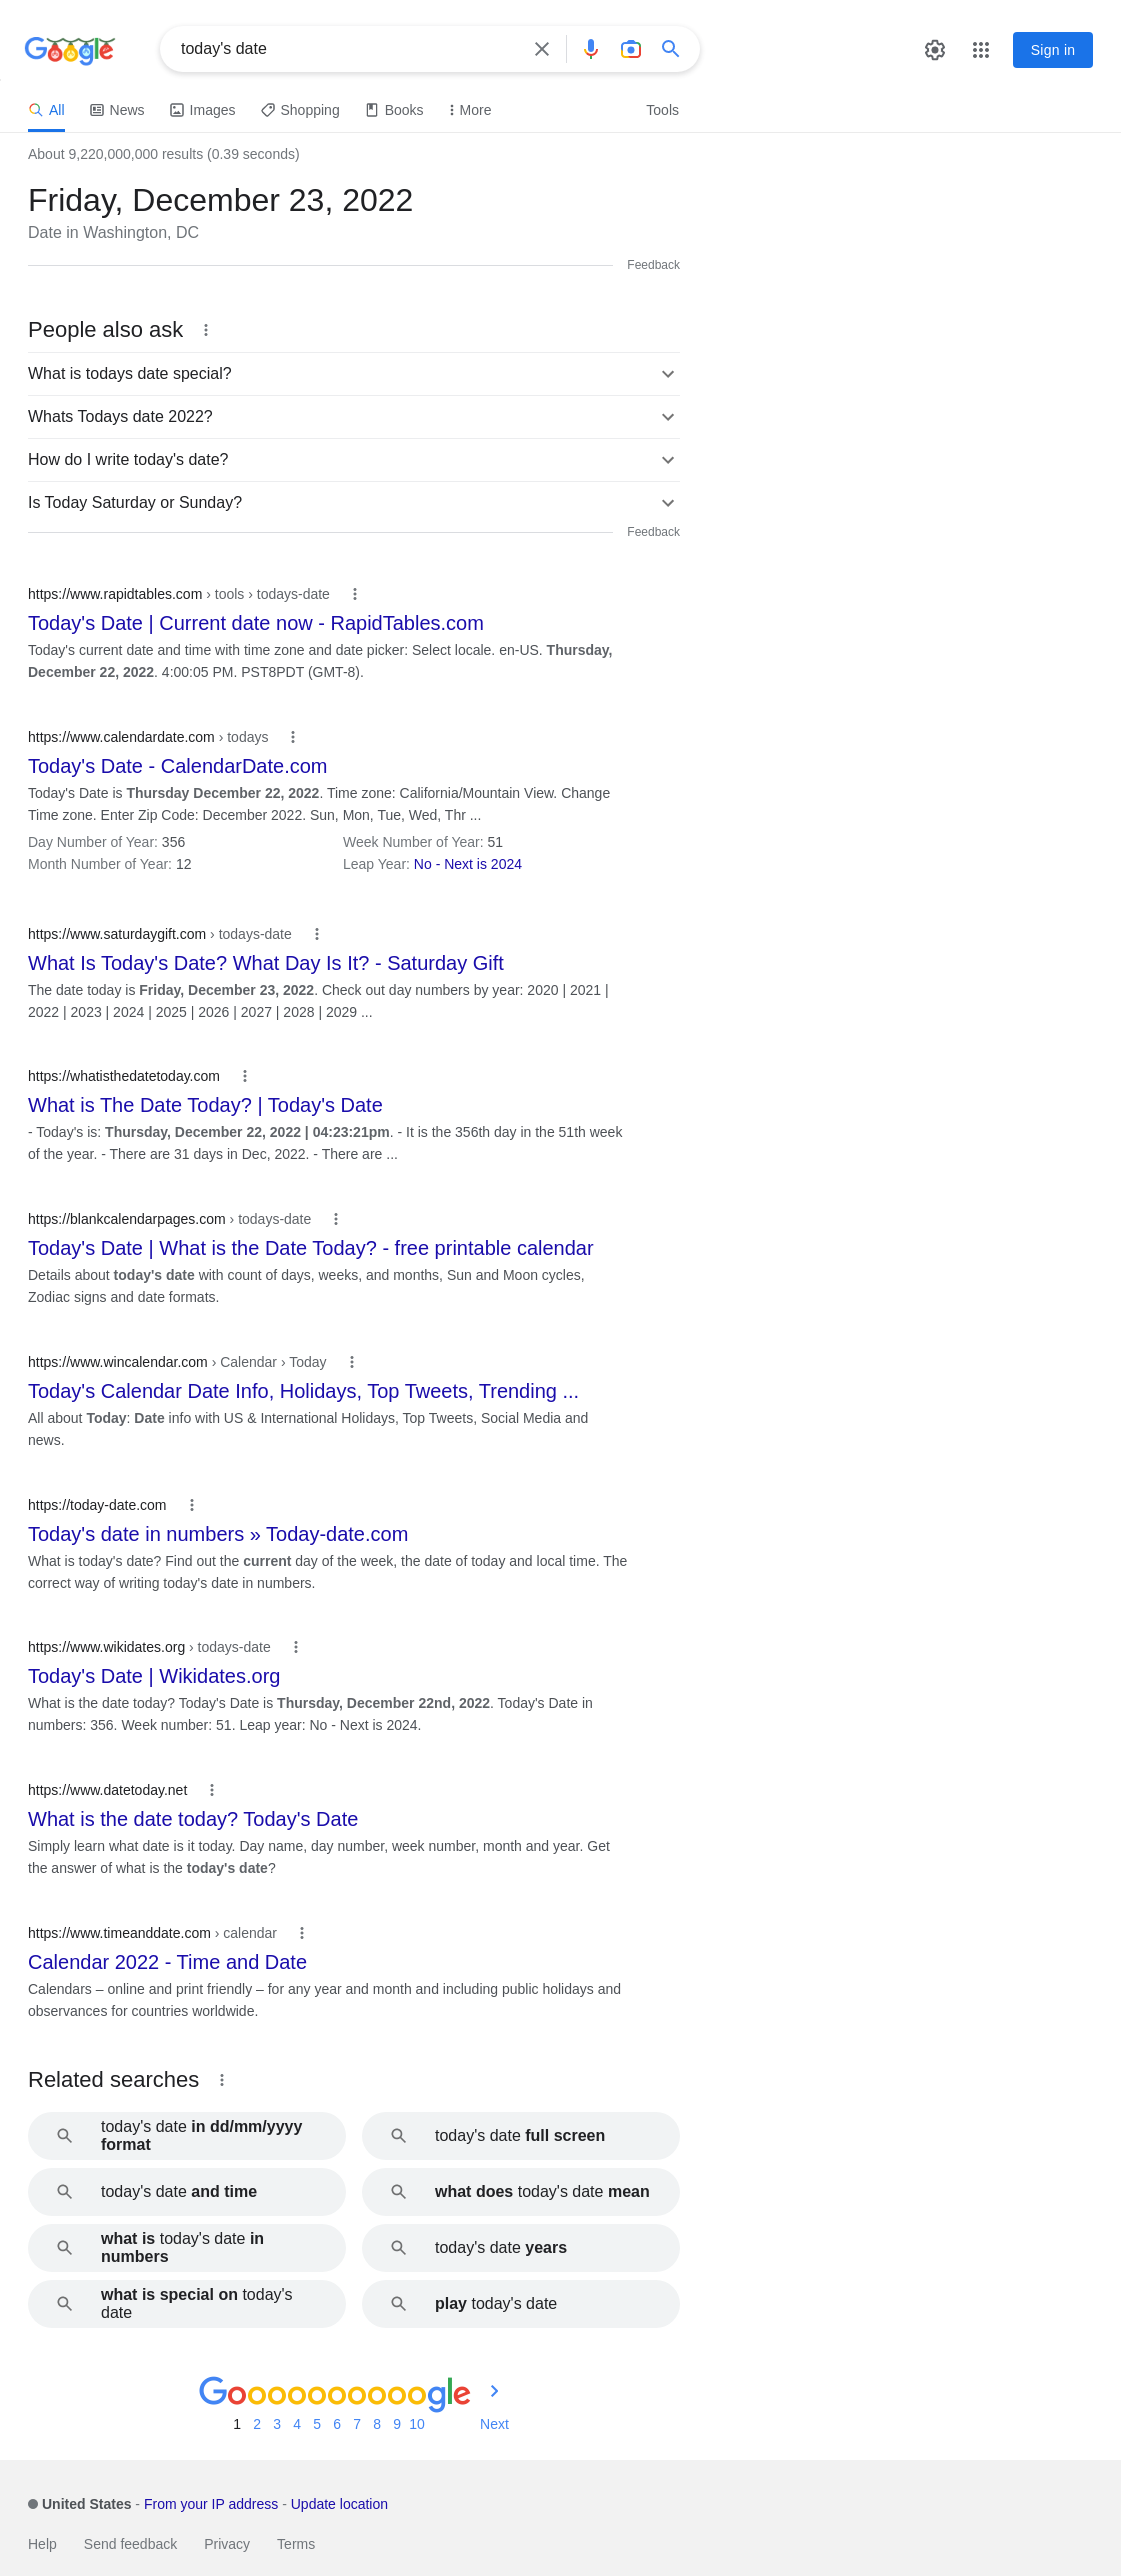 Google
today's date
Sign in
All
News
Images
Shopping
Books
More
Tools
About 9,220,000,000 results (0.39 seconds)
Friday, December 23, 2022
Date in Washington, DC
Feedback
People also ask
What is todays date special?
Whats Todays date 2022?
How do I write today's date?
Is Today Saturday or Sunday?
Feedback
https://www.rapidtables.com › tools › todays-date
Today's Date | Current date now - RapidTables.com
Today's current date and time with time zone and date picker: Select locale. en-US. Thursday,
December 22, 2022. 4:00:05 PM. PST8PDT (GMT-8).
https://www.calendardate.com › todays
Today's Date - CalendarDate.com
Today's Date is Thursday December 22, 2022. Time zone: California/Mountain View. Change
Time zone. Enter Zip Code: December 2022. Sun, Mon, Tue, Wed, Thr ...
Day Number of Year: 356
Week Number of Year: 51
Month Number of Year: 12
Leap Year: No - Next is 2024
https://www.saturdaygift.com › todays-date
What Is Today's Date? What Day Is It? - Saturday Gift
The date today is Friday, December 23, 2022. Check out day numbers by year: 2020 | 2021 |
2022 | 2023 | 2024 | 2025 | 2026 | 2027 | 2028 | 2029 ...
https://whatisthedatetoday.com
What is The Date Today? | Today's Date
- Today's is: Thursday, December 22, 2022 | 04:23:21pm. - It is the 356th day in the 51th week
of the year. - There are 31 days in Dec, 2022. - There are ...
https://blankcalendarpages.com › todays-date
Today's Date | What is the Date Today? - free printable calendar
Details about today's date with count of days, weeks, and months, Sun and Moon cycles,
Zodiac signs and date formats.
https://www.wincalendar.com › Calendar › Today
Today's Calendar Date Info, Holidays, Top Tweets, Trending ...
All about Today: Date info with US & International Holidays, Top Tweets, Social Media and
news.
https://today-date.com
Today's date in numbers » Today-date.com
What is today's date? Find out the current day of the week, the date of today and local time. The
correct way of writing today's date in numbers.
https://www.wikidates.org › todays-date
Today's Date | Wikidates.org
What is the date today? Today's Date is Thursday, December 22nd, 2022. Today's Date in
numbers: 356. Week number: 51. Leap year: No - Next is 2024.
https://www.datetoday.net
What is the date today? Today's Date
Simply learn what date is it today. Day name, day number, week number, month and year. Get
the answer of what is the today's date?
https://www.timeanddate.com › calendar
Calendar 2022 - Time and Date
Calendars – online and print friendly – for any year and month and including public holidays and
observances for countries worldwide.
Related searches
today's date in dd/mm/yyyy
format
today's date full screen
today's date and time
what does today's date mean
what is today's date in
numbers
today's date years
what is special on today's
date
play today's date
Goooooooooogle
1 2 3 4 5 6 7 8 9 10 Next
United States - From your IP address - Update location
Help Send feedback Privacy Terms